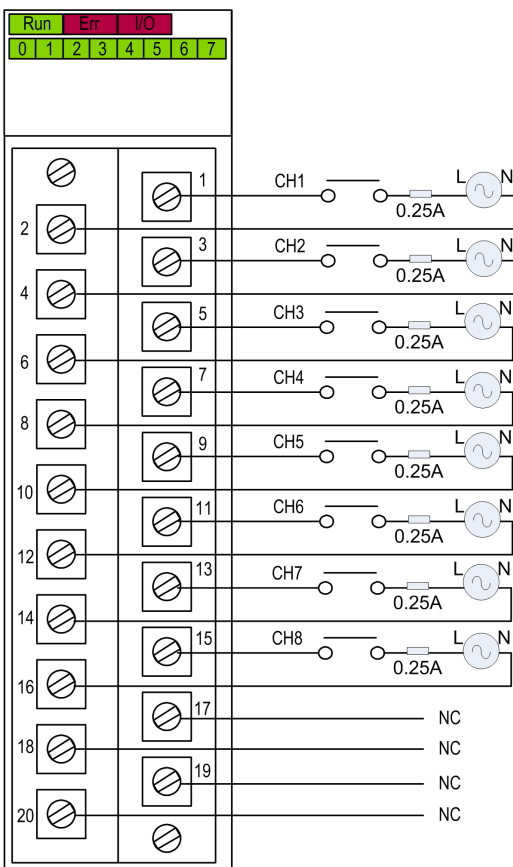 Run Err I/O
0 1 2 3 4 5 6 7
1 CH1 L N
0.25A
2
3 CH2 L N
0.25A
4
5 CH3 L N
0.25A
6
7 CH4 L N
0.25A
8
9 CH5 L N
0.25A
10
11 CH6 L N
0.25A
12
13 CH7 L N
0.25A
14
15 CH8 L N
0.25A
16
17 NC
18 NC
19 NC
20 NC